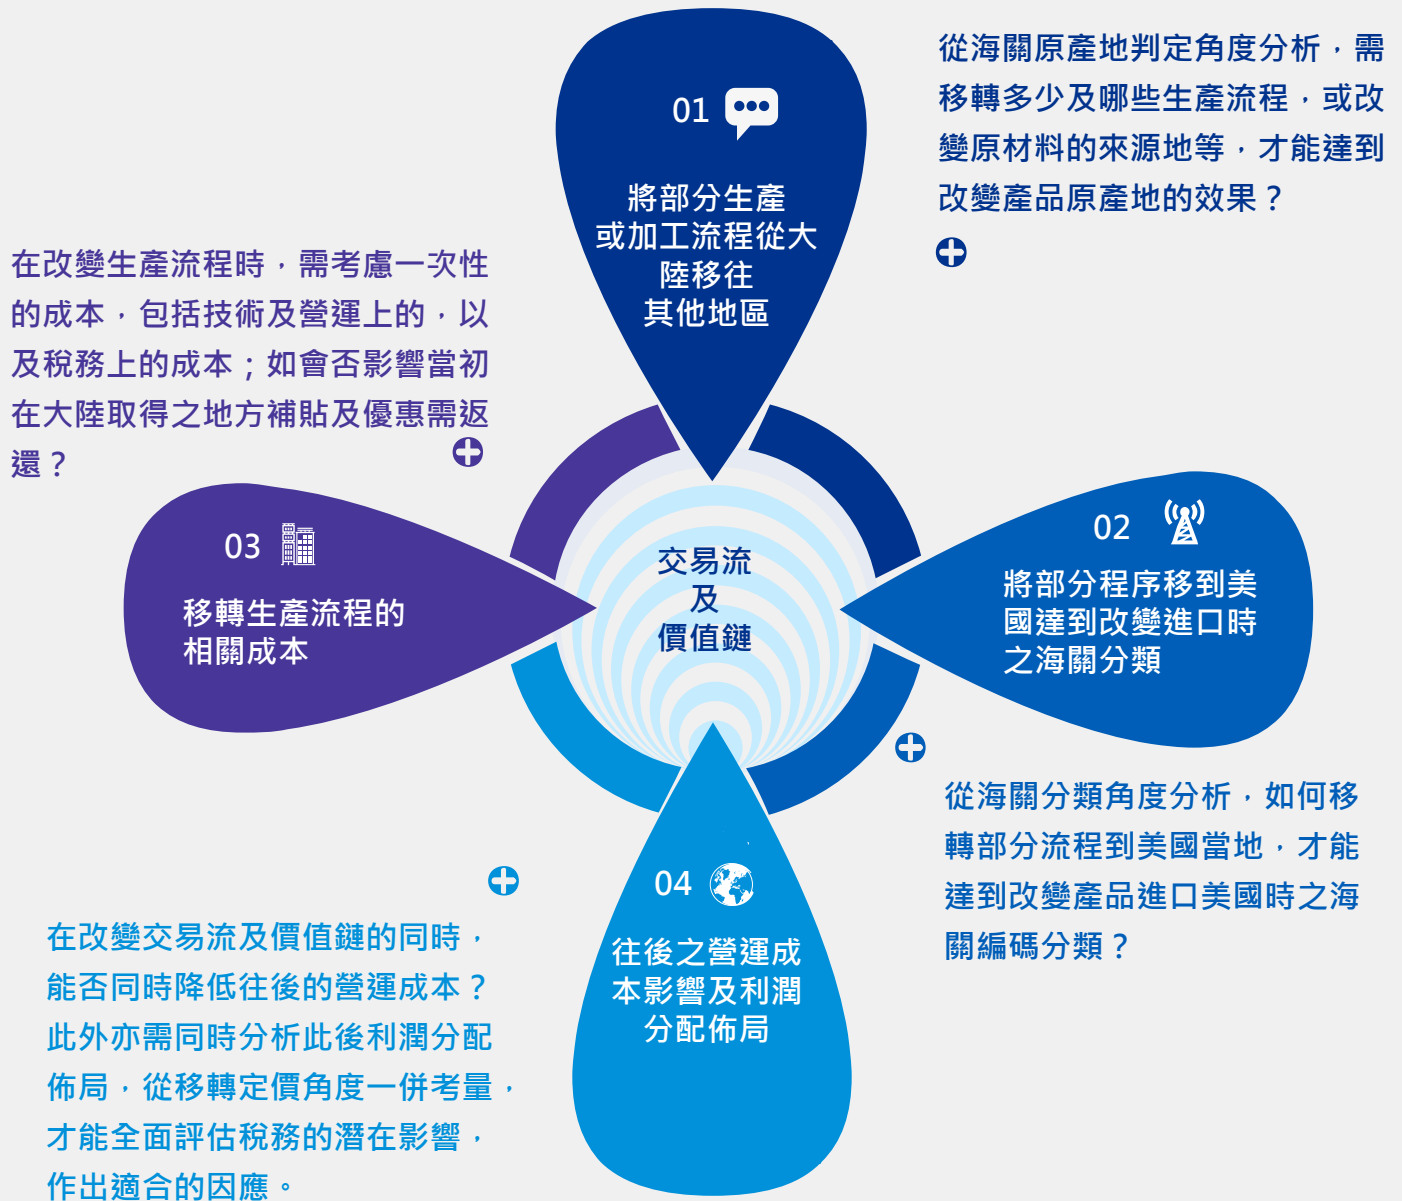 01
將部分生產
或加工流程從大
陸移往
其他地區
從海關原產地判定角度分析，需
移轉多少及哪些生產流程，或改
變原材料的來源地等，才能達到
改變產品原產地的效果？
02
將部分程序移到美
國達到改變進口時
之海關分類
從海關分類角度分析，如何移
轉部分流程到美國當地，才能
達到改變產品進口美國時之海
關編碼分類？
在改變生產流程時，需考慮一次性
的成本，包括技術及營運上的，以
及稅務上的成本；如會否影響當初
在大陸取得之地方補貼及優惠需返
還？
03
移轉生產流程的
相關成本
交易流
及
價值鏈
04
往後之營運成
本影響及利潤
分配佈局
在改變交易流及價值鏈的同時，
能否同時降低往後的營運成本？
此外亦需同時分析此後利潤分配
佈局，從移轉定價角度一併考量，
才能全面評估稅務的潛在影響，
作出適合的因應。